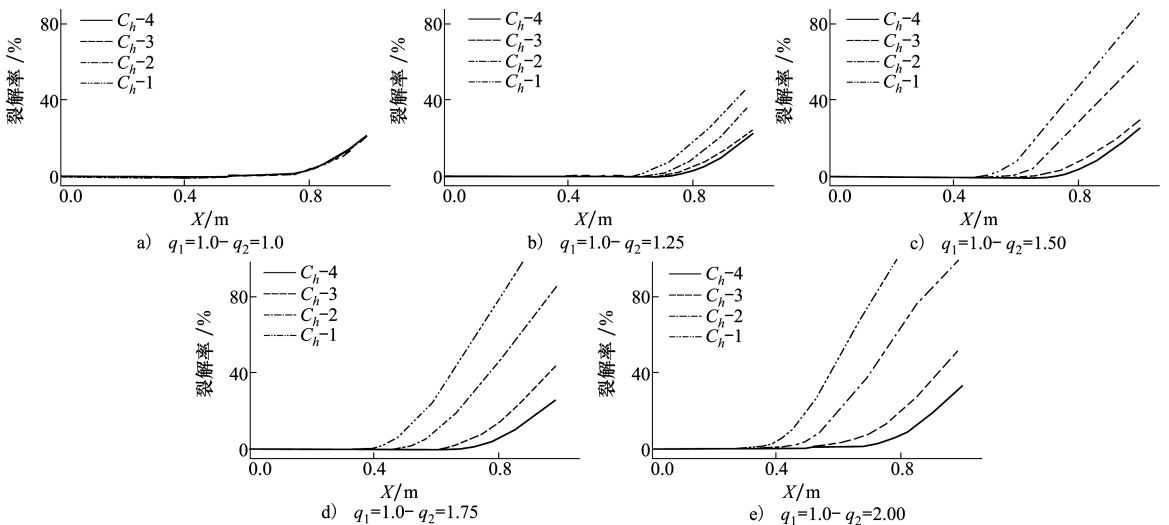 80
40
0
裂解率 /%
C_h-4
C_h-3
C_h-2
C_h-1
0.0 0.4 0.8
X/m
a) q_1=1.0- q_2=1.0
80
40
0
裂解率 /%
C_h-4
C_h-3
C_h-2
C_h-1
0.0 0.4 0.8
X/m
b) q_1=1.0- q_2=1.25
80
40
0
裂解率 /%
C_h-4
C_h-3
C_h-2
C_h-1
0.0 0.4 0.8
X/m
c) q_1=1.0- q_2=1.50
80
40
0
裂解率 /%
C_h-4
C_h-3
C_h-2
C_h-1
0.0 0.4 0.8
X/m
d) q_1=1.0- q_2=1.75
80
40
0
裂解率 /%
C_h-4
C_h-3
C_h-2
C_h-1
0.0 0.4 0.8
X/m
e) q_1=1.0- q_2=2.00